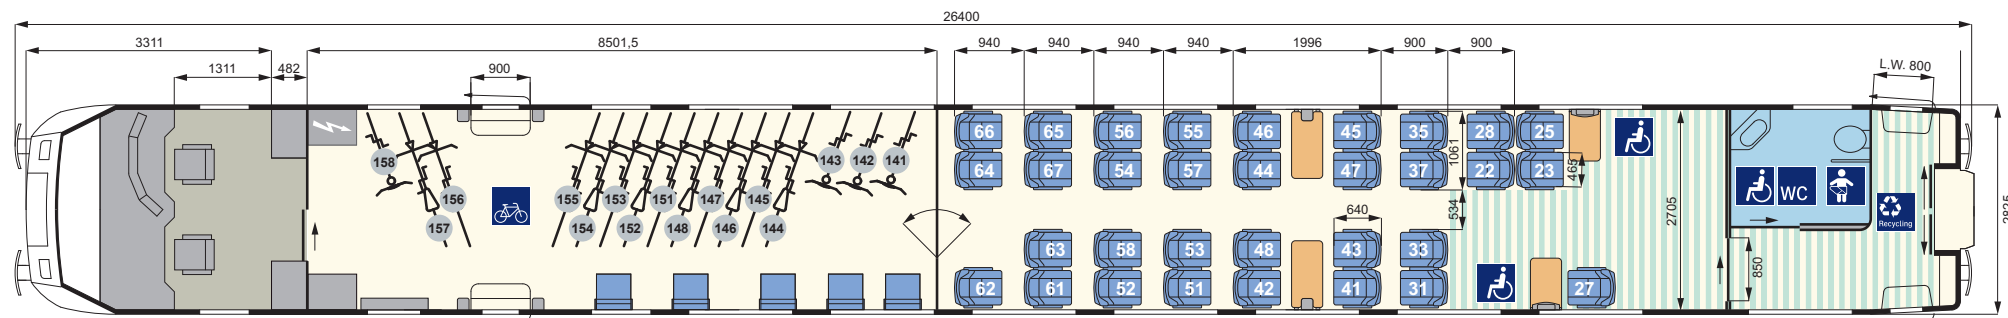 26400
3311 8501,5 940 940 940 940 1996 900 900
1311 482 900 L.W. 800
158 143 142 141 66 65 56 55 46 45 35 28 25
1061
156 155 153 151 147 145 64 67 54 57 44 47 37 22 23 465
WC
157 154 152 148 146 144 640 534 2705 Recycling 2825
63 58 53 48 43 33
850
62 61 52 51 42 41 31 27